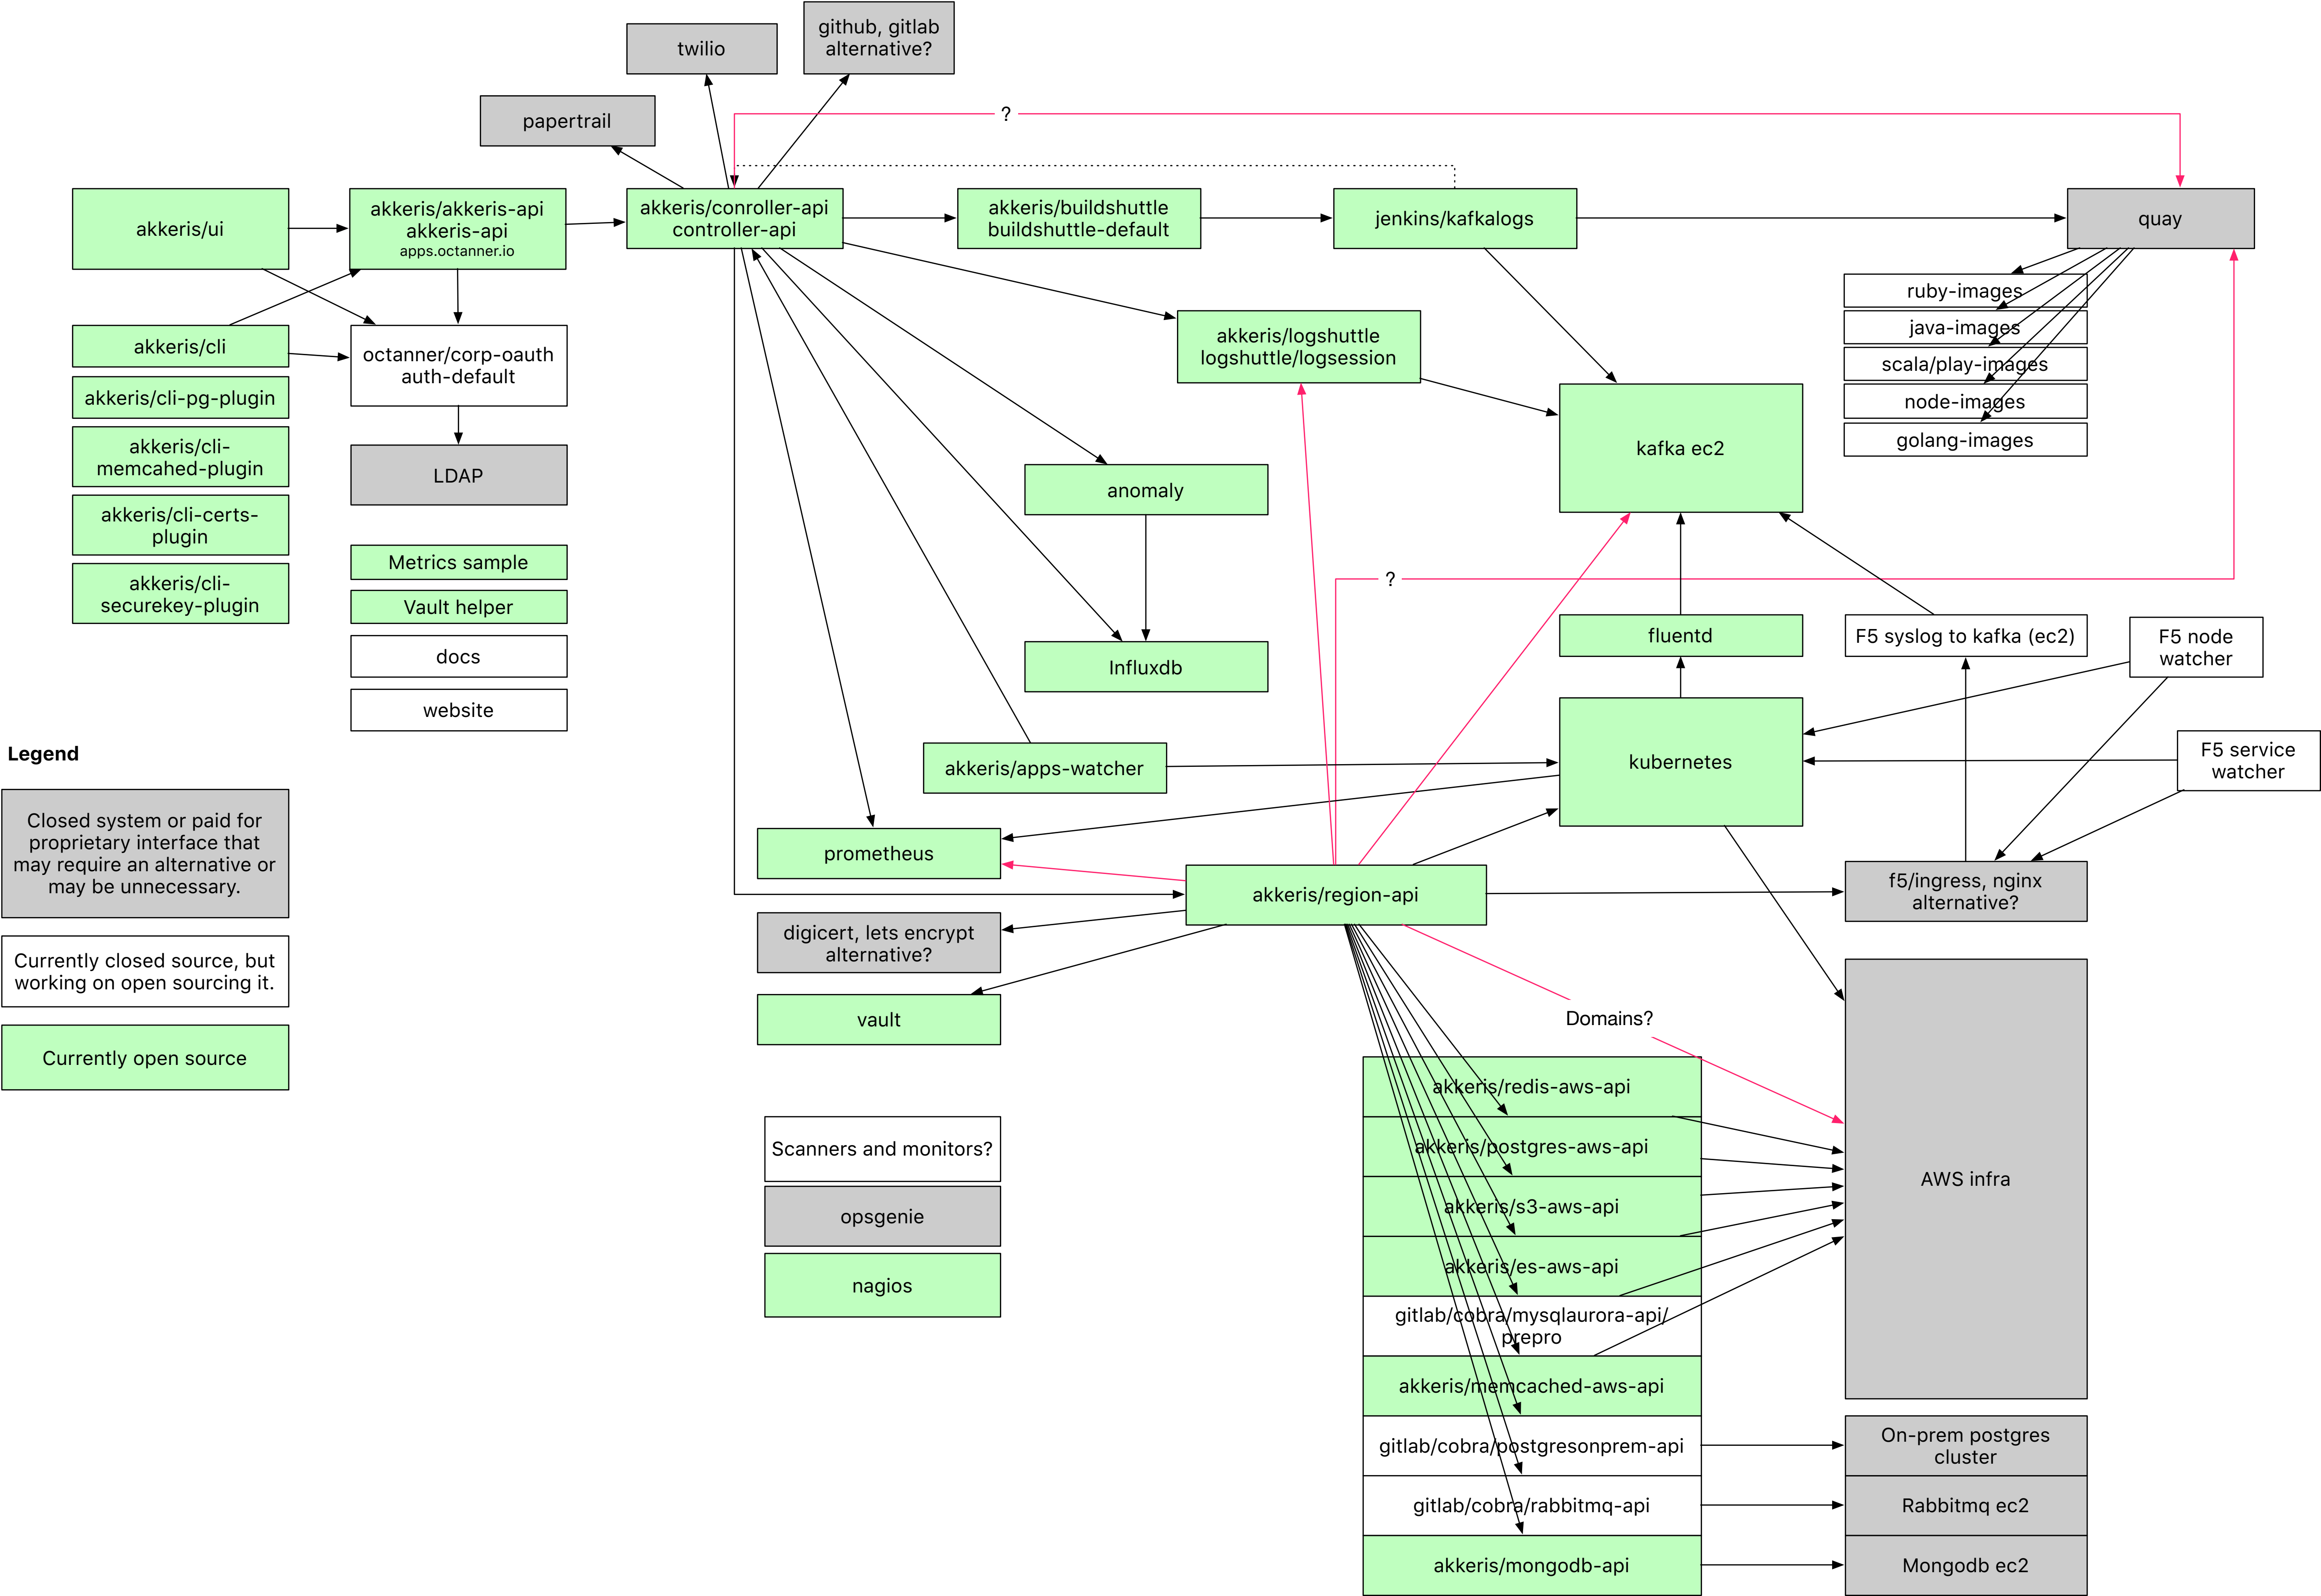 twilio
github, gitlab
alternative?
papertrail
?
akkeris/ui
akkeris/akkeris-api
akkeris-api
apps.octanner.io
akkeris/conroller-api
controller-api
akkeris/buildshuttle
buildshuttle-default
jenkins/kafkalogs
quay
ruby-images
java-images
scala/play-images
node-images
golang-images
akkeris/cli
akkeris/cli-pg-plugin
akkeris/cli-
memcahed-plugin
akkeris/cli-certs-
plugin
akkeris/cli-
securekey-plugin
octanner/corp-oauth
auth-default
LDAP
Metrics sample
Vault helper
docs
website
akkeris/logshuttle
logshuttle/logsession
kafka ec2
anomaly
?
Influxdb
fluentd
F5 syslog to kafka (ec2)
F5 node
watcher
akkeris/apps-watcher
kubernetes
F5 service
watcher
prometheus
akkeris/region-api
f5/ingress, nginx
alternative?
digicert, lets encrypt
alternative?
vault
Domains?
Legend
Closed system or paid for
proprietary interface that
may require an alternative or
may be unnecessary.
Currently closed source, but
working on open sourcing it.
Currently open source
Scanners and monitors?
opsgenie
nagios
akkeris/redis-aws-api
akkeris/postgres-aws-api
akkeris/s3-aws-api
akkeris/es-aws-api
gitlab/cobra/mysqlaurora-api/
prepro
akkeris/memcached-aws-api
gitlab/cobra/postgresonprem-api
gitlab/cobra/rabbitmq-api
akkeris/mongodb-api
AWS infra
On-prem postgres
cluster
Rabbitmq ec2
Mongodb ec2